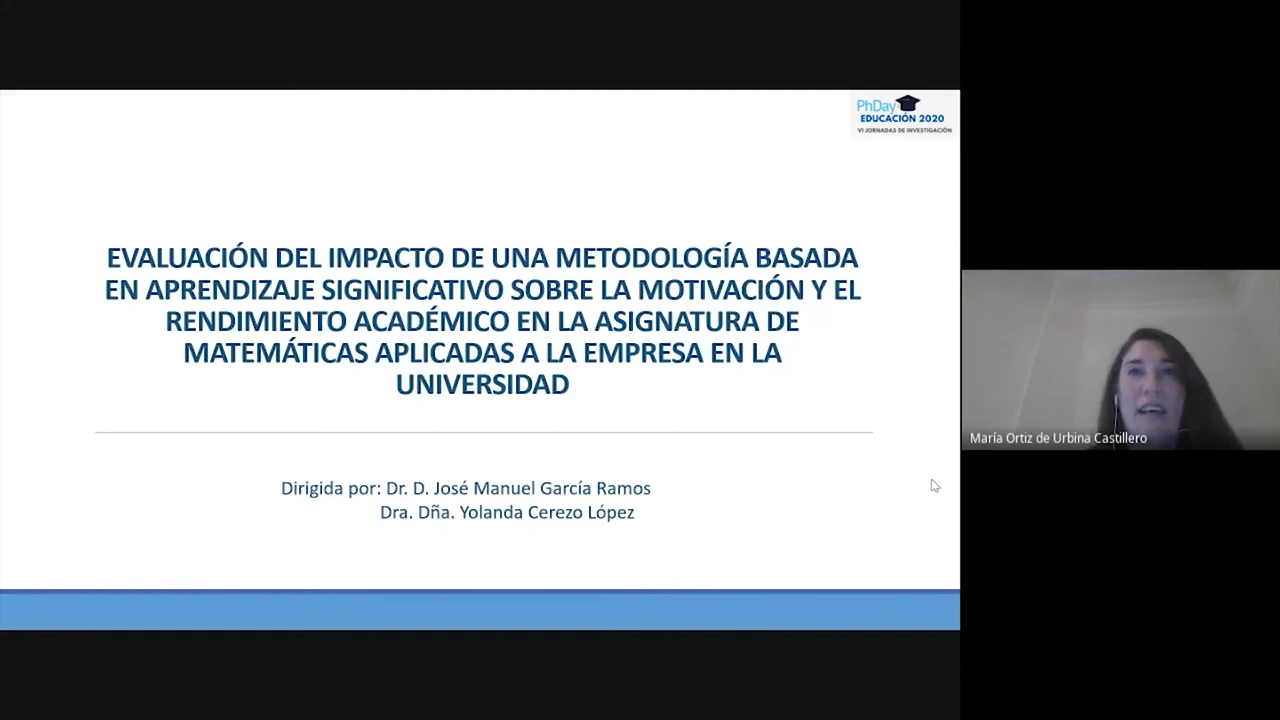 PhDay
EDUCACIÓN 2020
VI JORNADAS DE INVESTIGACIÓN
EVALUACIÓN DEL IMPACTO DE UNA METODOLOGÍA BASADA
EN APRENDIZAJE SIGNIFICATIVO SOBRE LA MOTIVACIÓN Y EL
RENDIMIENTO ACADÉMICO EN LA ASIGNATURA DE
MATEMÁTICAS APLICADAS A LA EMPRESA EN LA
UNIVERSIDAD
Dirigida por: Dr. D. José Manuel García Ramos
Dra. Dña. Yolanda Cerezo López
María Ortiz de Urbina Castillero